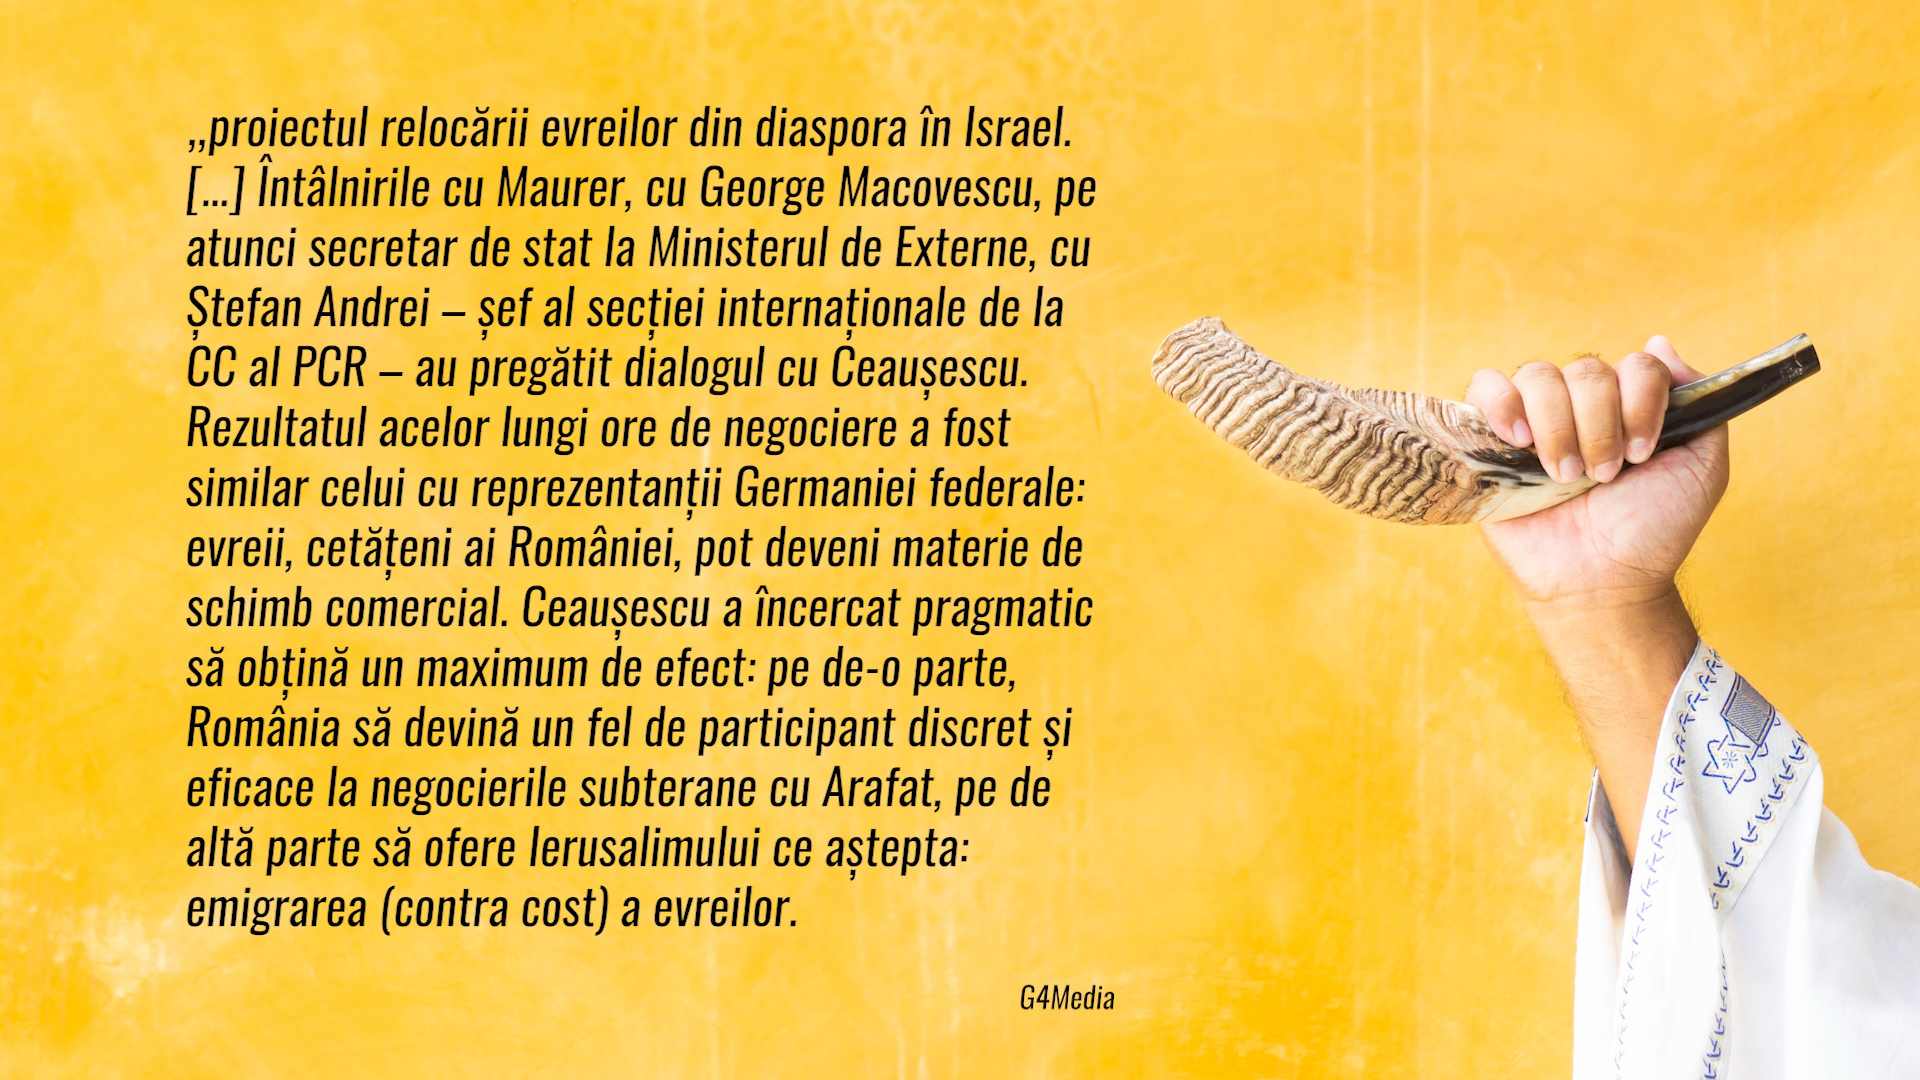 „proiectul relocării evreilor din diaspora în Israel.
[...] Întâlnirile cu Maurer, cu George Macovescu, pe
atunci secretar de stat la Ministerul de Externe, cu
Ștefan Andrei – șef al secției internaționale de la
CC al PCR – au pregătit dialogul cu Ceaușescu.
Rezultatul acelor lungi ore de negociere a fost
similar celui cu reprezentanții Germaniei federale:
evreii, cetățeni ai României, pot deveni materie de
schimb comercial. Ceaușescu a încercat pragmatic
să obțină un maximum de efect: pe de-o parte,
România să devină un fel de participant discret și
eficace la negocierile subterane cu Arafat, pe de
altă parte să ofere Ierusalimului ce aștepta:
emigrarea (contra cost) a evreilor.
G4Media